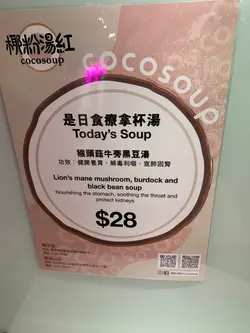 椰粉湯紅
cocosoup
cocosoup
是日食療拿杯湯
Today's Soup
猴頭菇牛蒡黑豆湯
功效：健脾養胃，解毒利咽，宣肺固腎
Lion's mane mushroom, burdock and
black bean soup
Nourishing the stomach, soothing the throat and
protect kidneys
$28